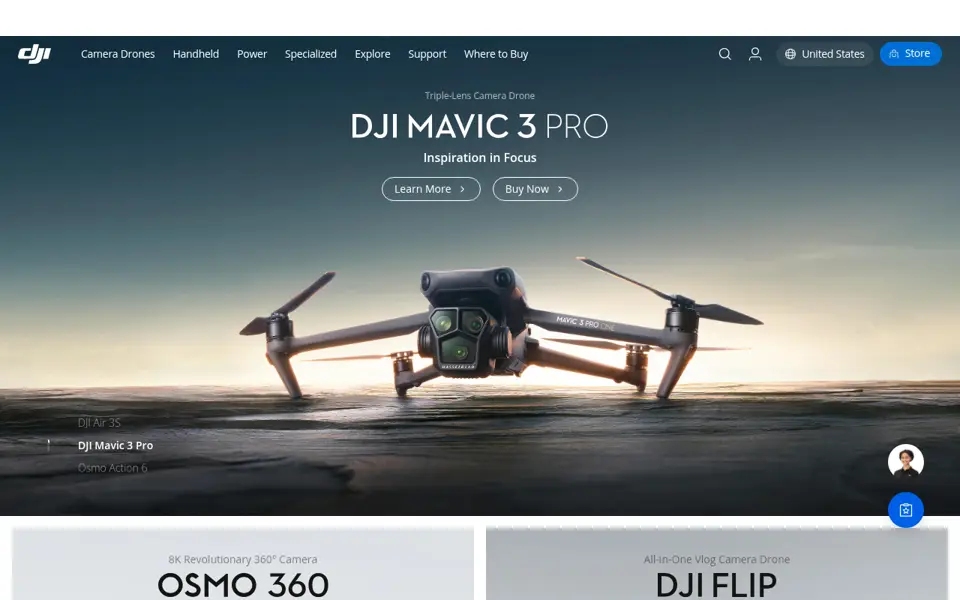 dji
Camera Drones Handheld Power Specialized Explore Support Where to Buy United States Store
Triple-Lens Camera Drone
DJI MAVIC 3 PRO
Inspiration in Focus
Learn More > Buy Now >
MAVIC 3 PRO CINE
HASSELBLAD
DJI Air 3S
DJI Mavic 3 Pro
Osmo Action 6
8K Revolutionary 360° Camera
OSMO 360
All-in-One Vlog Camera Drone
DJI FLIP